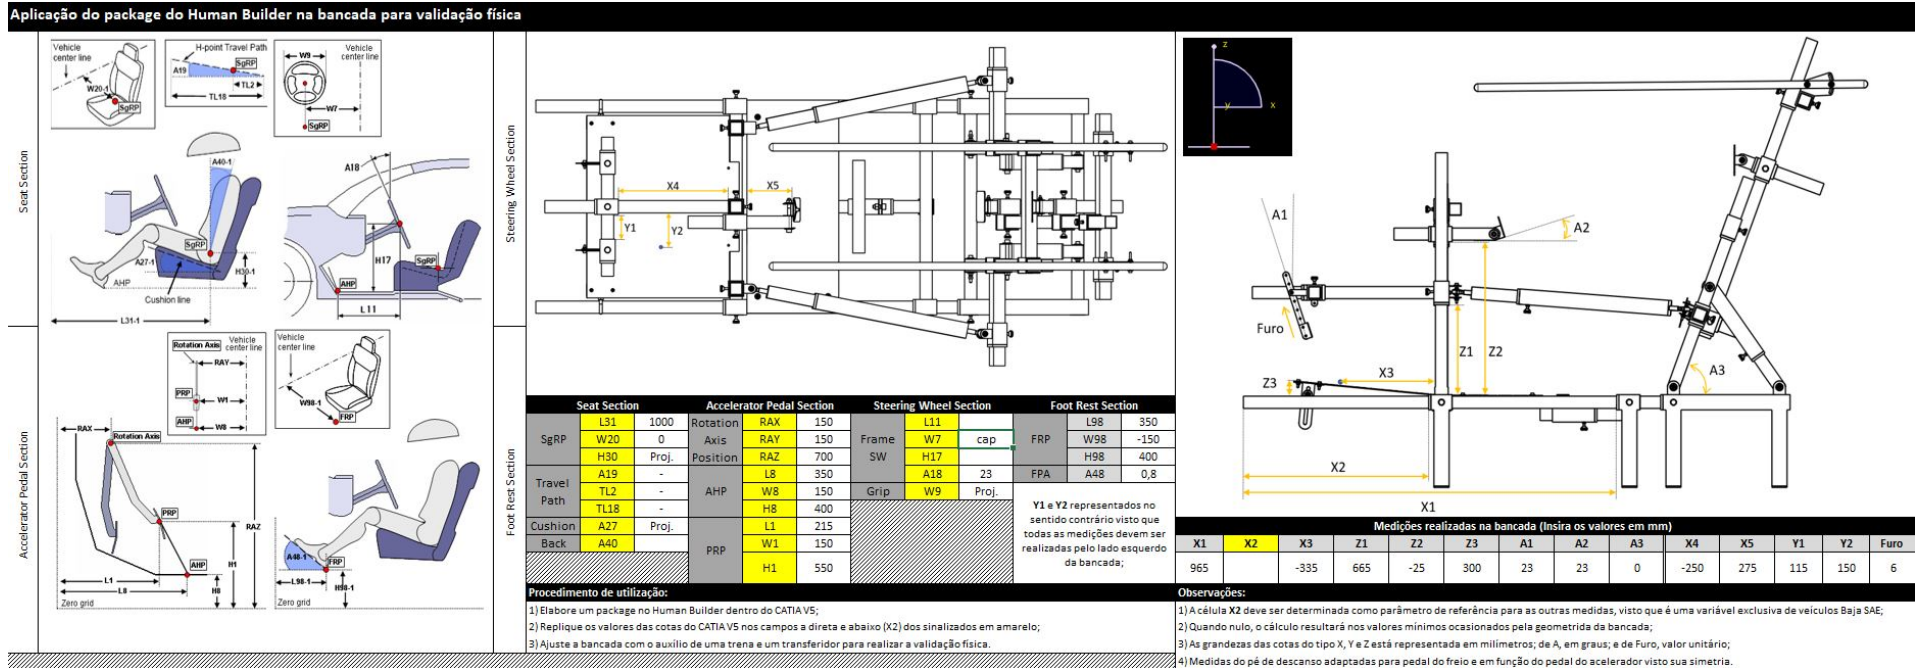 Aplicação do package do Human Builder na bancada para validação física
Seat Section
Vehicle
center line
W20-1
SgRP
H-point Travel Path
A19
SgRP
TL2
TL18
W9
Vehicle
center line
W7
SgRP
A40-1
SgRP
A27-1
H30-1
AHP
Cushion line
L31-1
A18
H17
SgRP
AHP
L11
Accelerator Pedal Section
Rotation Axis
Vehicle
center line
RAY
PRP
W1
AHP
W8
Vehicle
center line
W98-1
FRP
RAX
Rotation Axis
PRP
RAZ
H1
AHP
L1
L8
H8
Zero grid
A48-1
FRP
L98-1
H98-1
Zero grid
Steering Wheel Section
Foot Rest Section
X4
X5
Y1
Y2
z
y
x
A1
A2
Furo
Z1
Z2
Z3
X3
A3
X2
X1
Seat Section Accelerator Pedal Section Steering Wheel Section Foot Rest Section
SgRP L31 1000 Rotation Axis Position RAX 150 Frame SW L11 FRP L98 350
W20 0 RAY 150 W7 cap W98 -150
H30 Proj. RAZ 700 H17 H98 400
Travel Path A19 - AHP L8 350 A18 23 FPA A48 0,8
TL2 - W8 150 Grip W9 Proj.
TL18 - H8 400
Cushion A27 Proj. PRP L1 215
Back A40 W1 150
H1 550
Y1 e Y2 representados no
sentido contrário visto que
todas as medições devem ser
realizadas pelo lado esquerdo
da bancada;
Medições realizadas na bancada (Insira os valores em mm)
X1 X2 X3 Z1 Z2 Z3 A1 A2 A3 X4 X5 Y1 Y2 Furo
965 -335 665 -25 300 23 23 0 -250 275 115 150 6
Procedimento de utilização:
1) Elabore um package no Human Builder dentro do CATIA V5;
2) Replique os valores das cotas do CATIA V5 nos campos a direta e abaixo (X2) dos sinalizados em amarelo;
3) Ajuste a bancada com o auxílio de uma trena e um transferidor para realizar a validação física.
Observações:
1) A célula X2 deve ser determinada como parâmetro de referência para as outras medidas, visto que é uma variável exclusiva de veículos Baja SAE;
2) Quando nulo, o cálculo resultará nos valores mínimos ocasionados pela geometrida da bancada;
3) As grandezas das cotas do tipo X, Y e Z está representada em milímetros; de A, em graus; e de Furo, valor unitário;
4) Medidas do pé de descanso adaptadas para pedal do freio e em função do pedal do acelerador visto sua simetria.